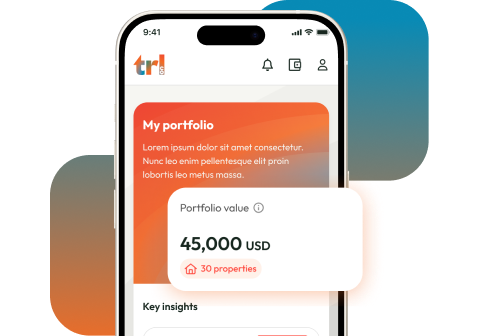 9:41
trl
My portfolio
Lorem ipsum dolor sit amet consectetur.
Nunc leo enim pellentesque elit proin
lobortis leo metus massa.
Portfolio value
45,000 USD
30 properties
Key insights